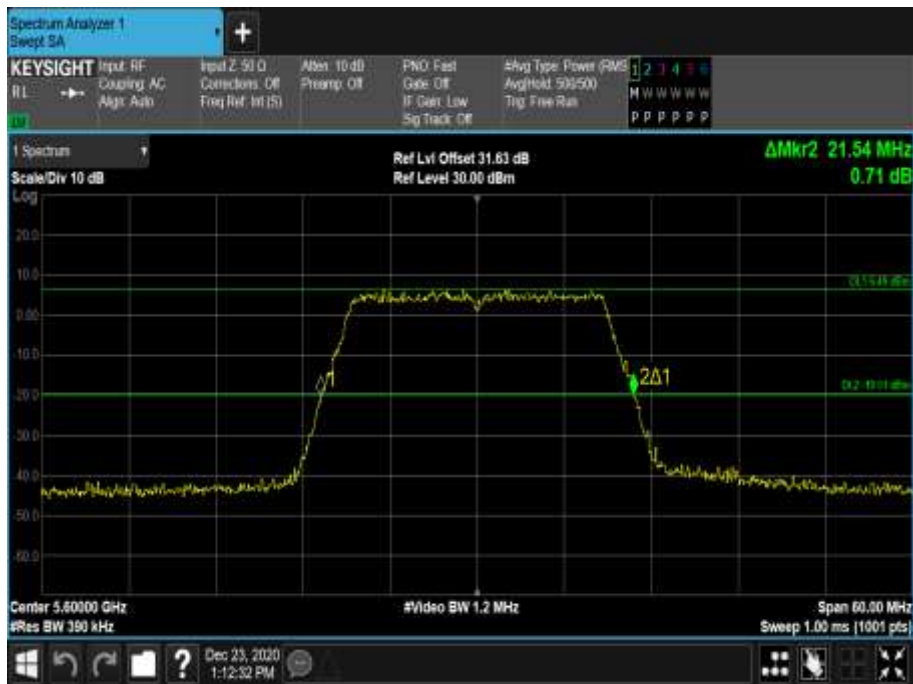 Spectrum Analyzer 1
Swept SA
+
KEYSIGHT
RL
Input: RF
Coupling: AC
Align: Auto
Input Z: 50 Ω
Corrections: Off
Freq Ref: Int (S)
Atten: 10 dB
Preamp: Off
PNO: Fast
Gate: Off
IF Gain: Low
Sig Track: Off
#Avg Type: Power (RMS
Avg|Hold: 500/500
Trig: Free Run
1 2 3 4 5 6
M W W W W W
P P P P P P
1 Spectrum
Scale/Div 10 dB
Log
Ref Lvl Offset 31.63 dB
Ref Level 30.00 dBm
ΔMkr2 21.54 MHz
0.71 dB
20.0
10.0
0.00
-10.0
-20.0
-30.0
-40.0
-50.0
-60.0
2Δ1
Center 5.60000 GHz
#Res BW 390 kHz
#Video BW 1.2 MHz
Span 60.00 MHz
Sweep 1.00 ms (1001 pts)
?
Dec 23, 2020
1:12:32 PM